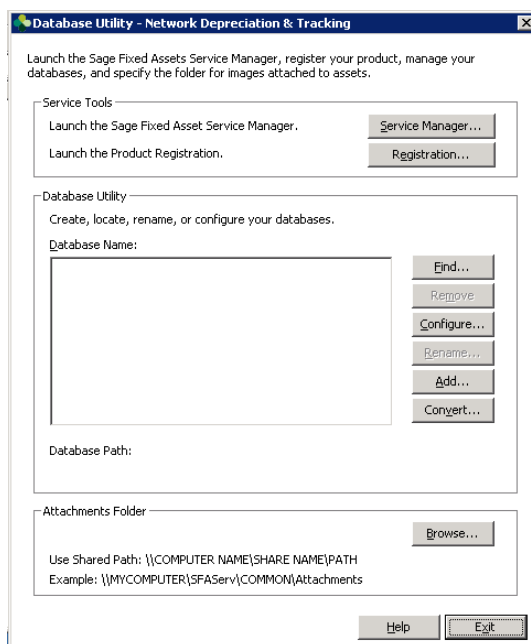 Database Utility - Network Depreciation & Tracking
Launch the Sage Fixed Assets Service Manager, register your product, manage your
databases, and specify the folder for images attached to assets.
Service Tools
Launch the Sage Fixed Asset Service Manager.
Service Manager...
Launch the Product Registration.
Registration...
Database Utility
Create, locate, rename, or configure your databases.
Database Name:
Find...
Remove
Configure...
Rename...
Add...
Convert...
Database Path:
Attachments Folder
Browse...
Use Shared Path: \\COMPUTER NAME\SHARE NAME\PATH
Example: \\MYCOMPUTER\SFAServ\COMMON\Attachments
Help
Exit